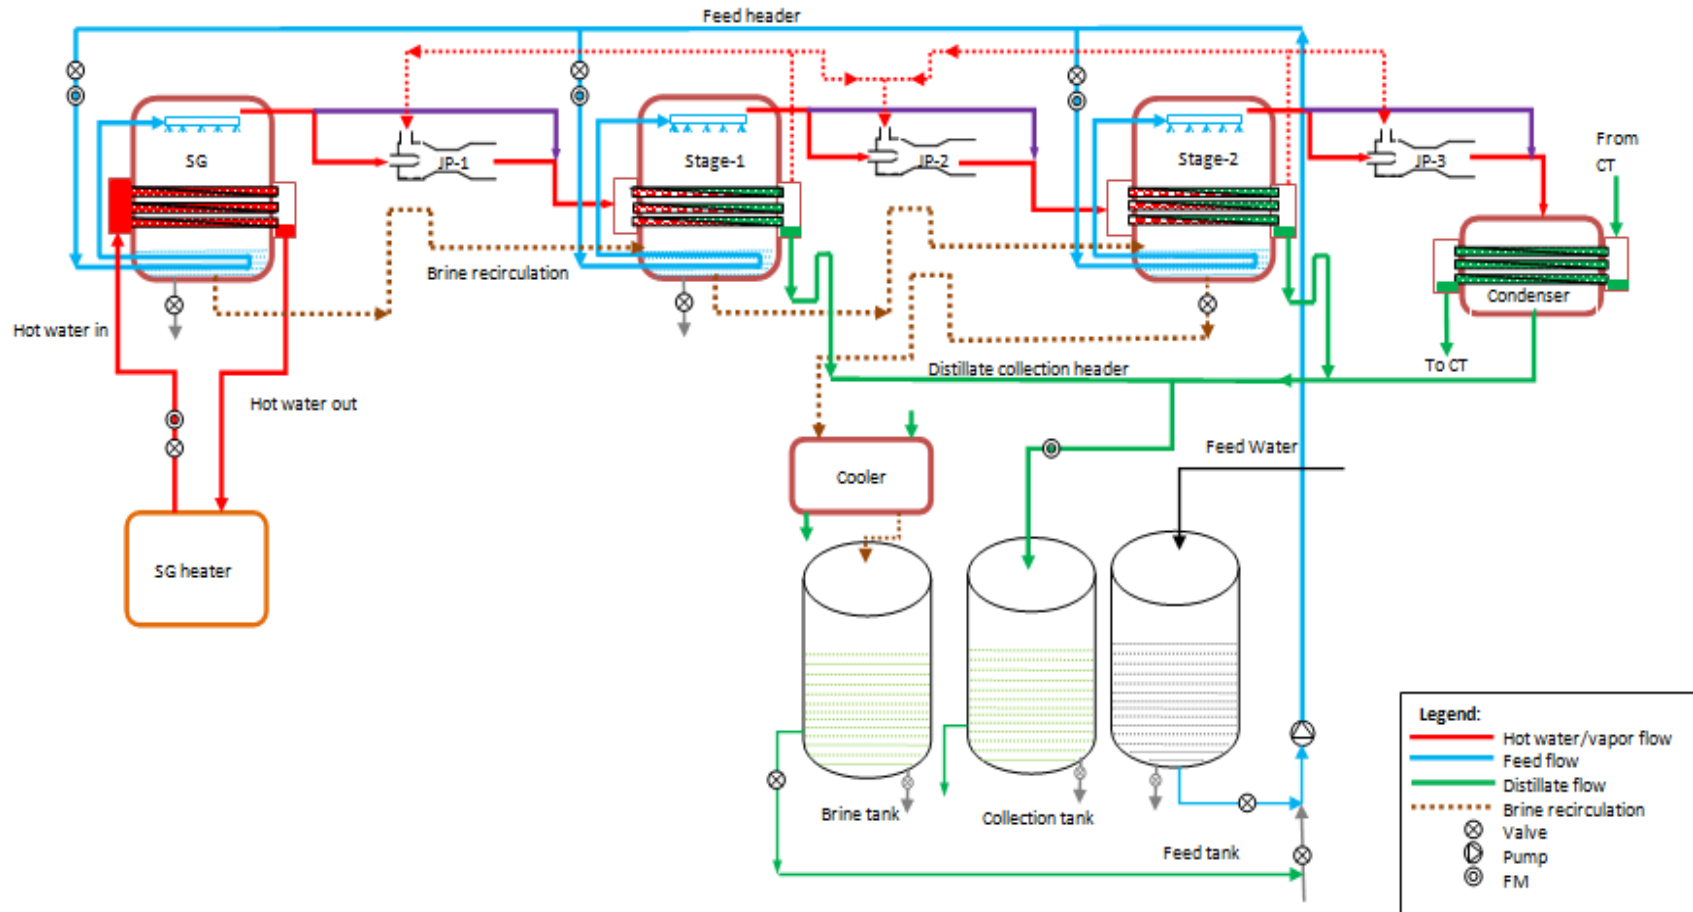 Feed header
SG
JP-1
Stage-1
JP-2
Stage-2
JP-3
From
CT
Brine recirculation
Condenser
Hot water in
Hot water out
Distillate collection header
To CT
Feed Water
Cooler
SG heater
Brine tank
Collection tank
Feed tank
Legend:
Hot water/vapor flow
Feed flow
Distillate flow
Brine recirculation
Valve
Pump
FM